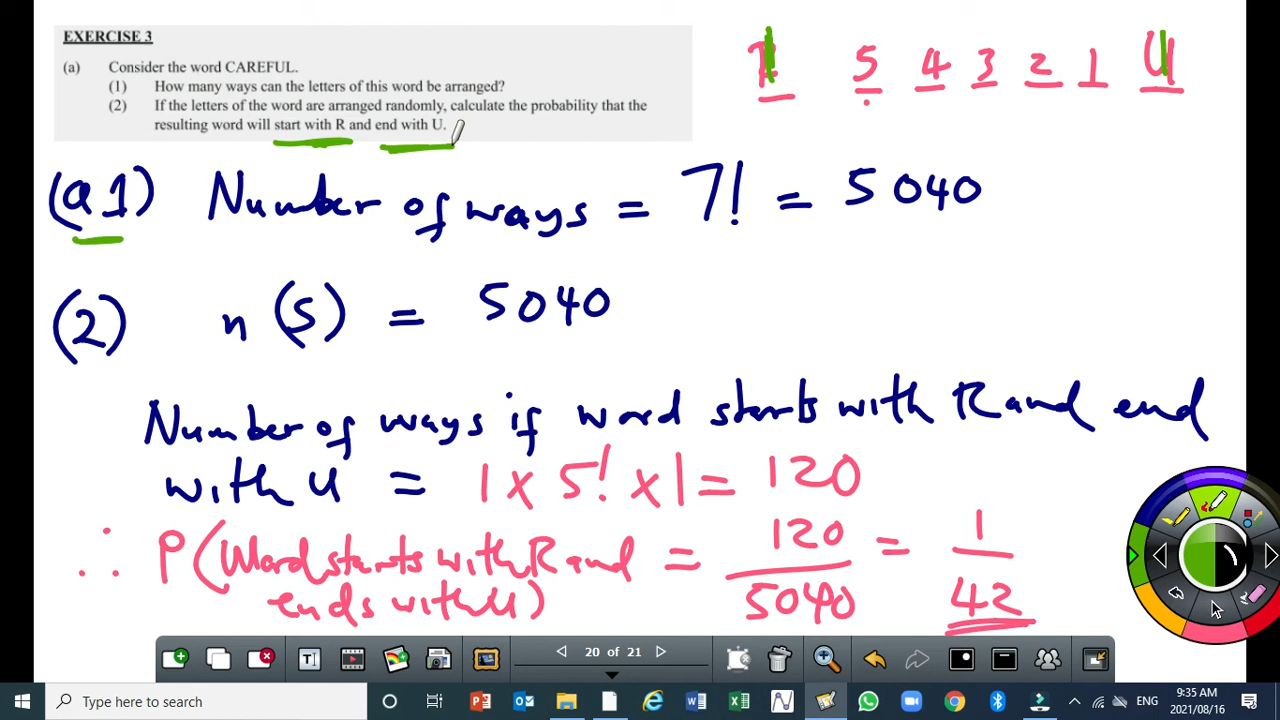 EXERCISE 3
(a) Consider the word CAREFUL.
(1) How many ways can the letters of this word be arranged?
(2) If the letters of the word are arranged randomly, calculate the probability that the
resulting word will start with R and end with U.
R 5 4 3 2 1 U
(a 1) Number of ways = 7! = 5040
(2) n(S) = 5040
Number of ways if word starts with R and end
with U = 1 x 5! x 1 = 120
∴ P(Word starts with R and
ends with U) = 120/5040 = 1/42
20 of 21
Type here to search
ENG
9:35 AM
2021/08/16